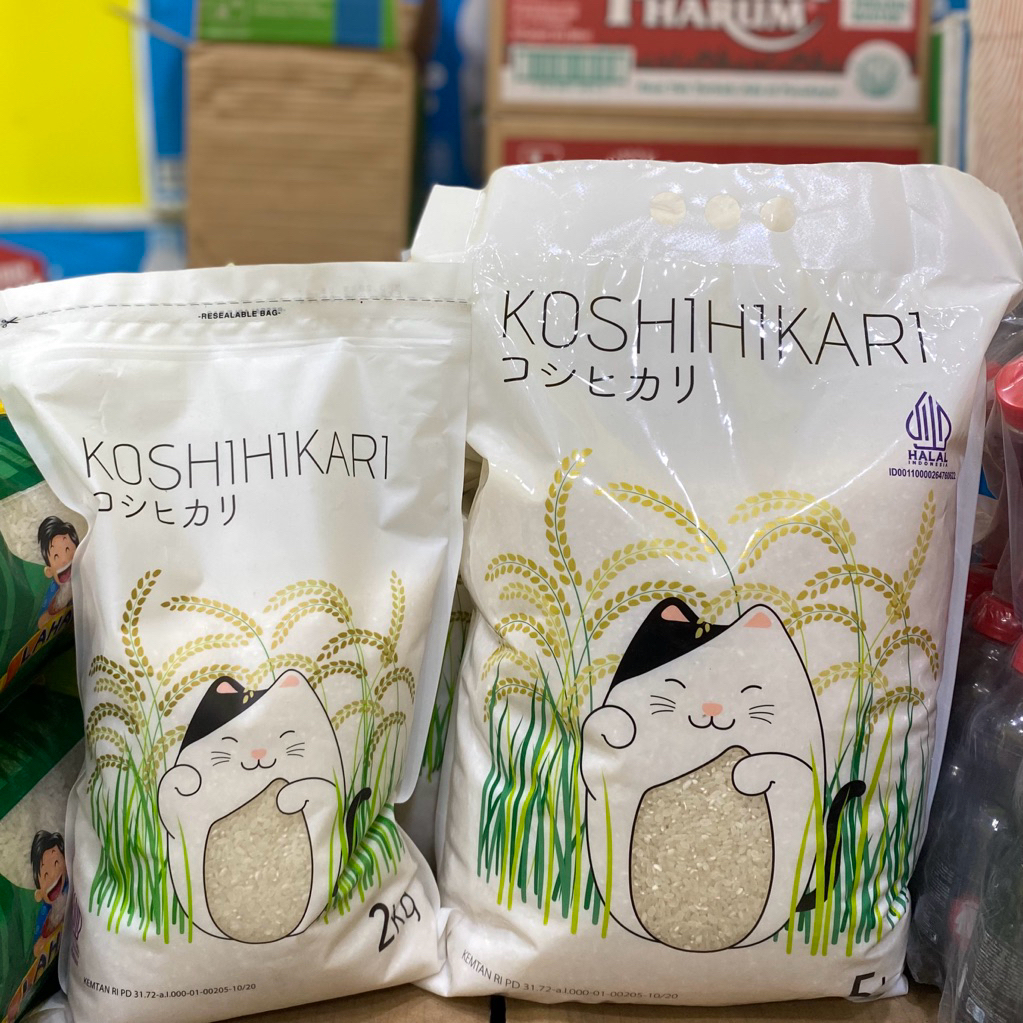 THARUM
-RESEALABLE BAG-
KOSHIHIKARI
コシヒカリ
2Kg
KEMTAN RI PD 31.72-a.I.000-01-00205-10/20
KOSHIHIKARI
コシヒカリ
HALAL
INDONESIA
KEMTAN RI PD 31.72-a.I.000-01-00205-10/20